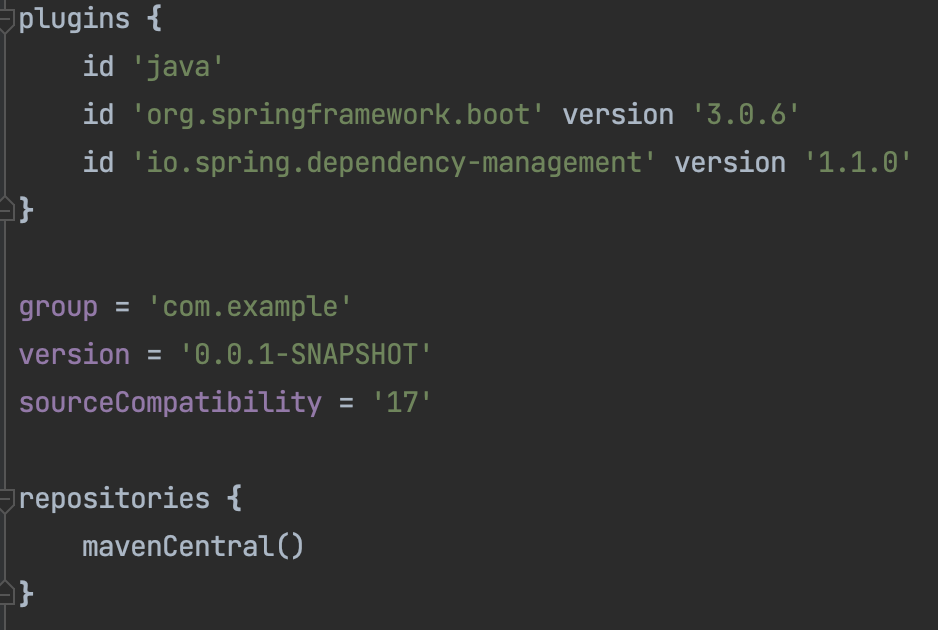 plugins {
    id 'java'
    id 'org.springframework.boot' version '3.0.6'
    id 'io.spring.dependency-management' version '1.1.0'
}
group = 'com.example'
version = '0.0.1-SNAPSHOT'
sourceCompatibility = '17'
repositories {
    mavenCentral()
}